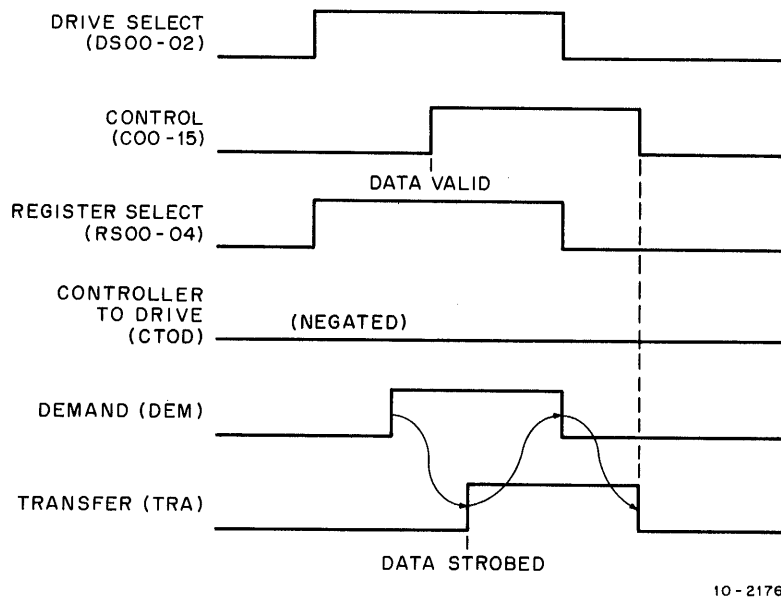 DRIVE SELECT
(DS00-02)
CONTROL
(C00-15)
DATA VALID
REGISTER SELECT
(RS00-04)
CONTROLLER
TO DRIVE
(CTOD)
(NEGATED)
DEMAND (DEM)
TRANSFER (TRA)
DATA STROBED
10-2176